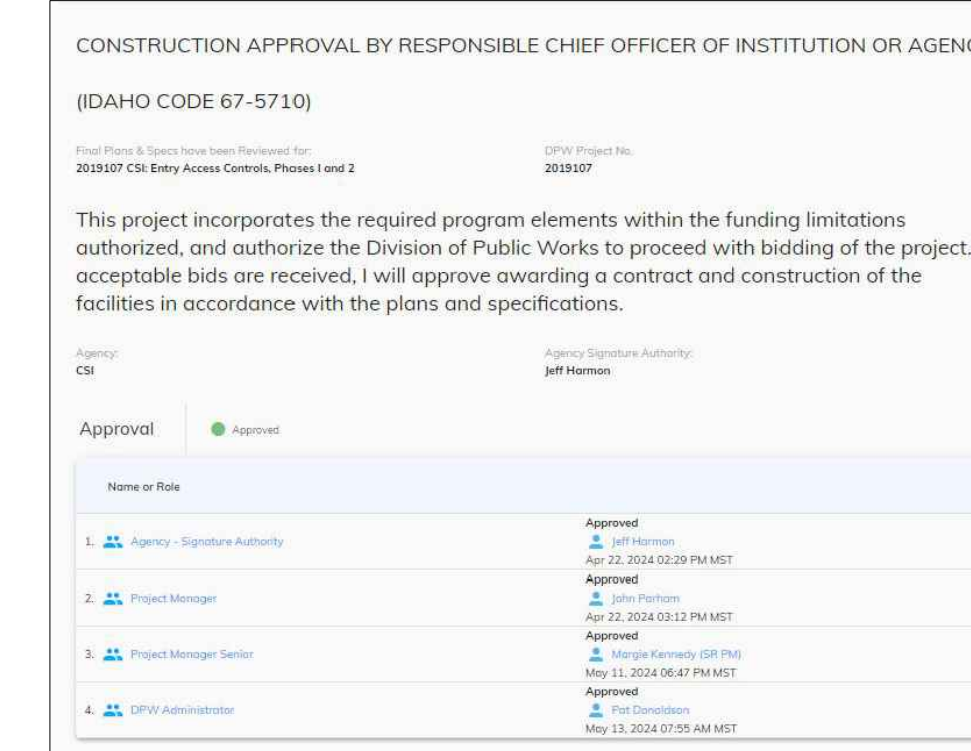 CONSTRUCTION APPROVAL BY RESPONSIBLE CHIEF OFFICER OF INSTITUTION OR AGENC
(IDAHO CODE 67-5710)
Final Plans & Specs have been Reviewed for:
DPW Project No.
2019107 CSI: Entry Access Controls, Phases I and 2
2019107
This project incorporates the required program elements within the funding limitations
authorized, and authorize the Division of Public Works to proceed with bidding of the project.
acceptable bids are received, I will approve awarding a contract and construction of the
facilities in accordance with the plans and specifications.
Agency:
Agency Signature Authority:
CSI
Jeff Harmon
Approval
Approved
Name or Role
1. Agency - Signature Authority
Approved
Jeff Harmon
Apr 22, 2024 02:29 PM MST
2. Project Manager
Approved
John Parham
Apr 22, 2024 03:12 PM MST
3. Project Manager Senior
Approved
Margie Kennedy (SR PM)
May 11, 2024 06:47 PM MST
4. DPW Administrator
Approved
Pat Donaldson
May 13, 2024 07:55 AM MST